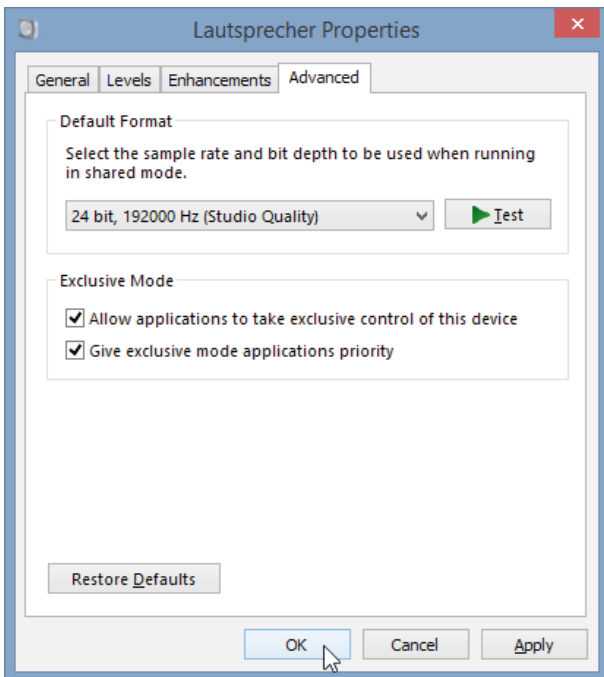 Lautsprecher Properties
General Levels Enhancements Advanced
Default Format
Select the sample rate and bit depth to be used when running
in shared mode.
24 bit, 192000 Hz (Studio Quality) Test
Exclusive Mode
Allow applications to take exclusive control of this device
Give exclusive mode applications priority
Restore Defaults
OK Cancel Apply